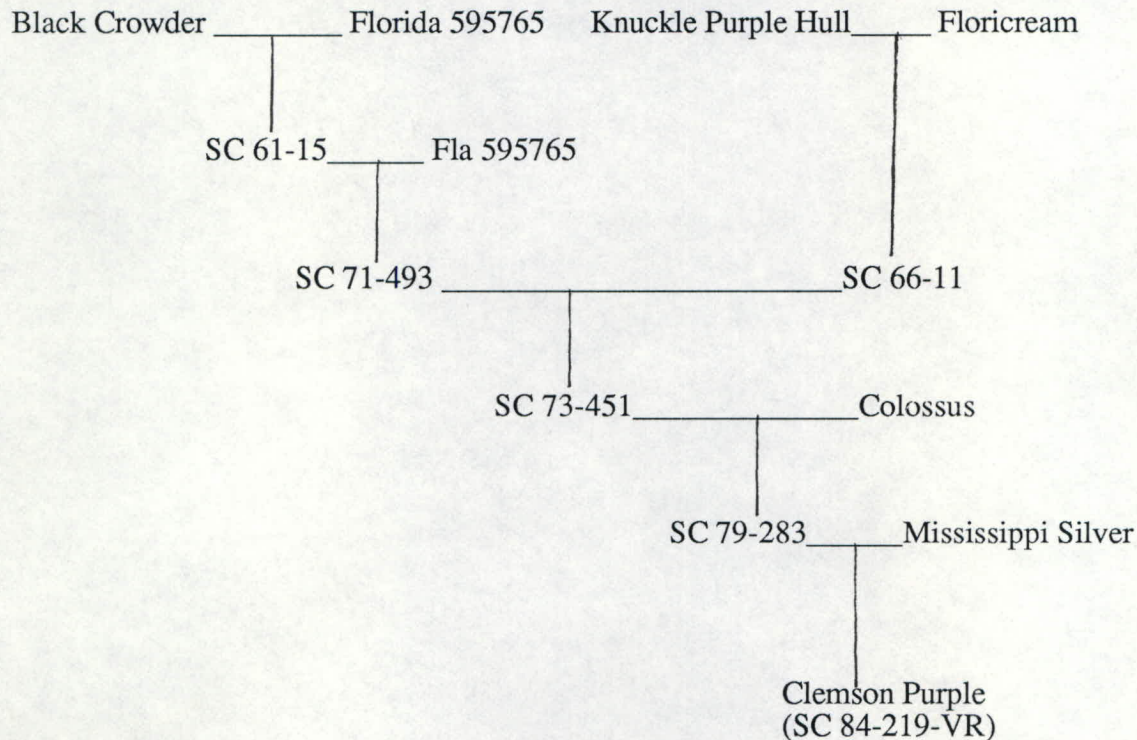 Black Crowder Florida 595765 Knuckle Purple Hull Floricream
SC 61-15 Fla 595765
SC 71-493 SC 66-11
SC 73-451 Colossus
SC 79-283 Mississippi Silver
Clemson Purple
(SC 84-219-VR)